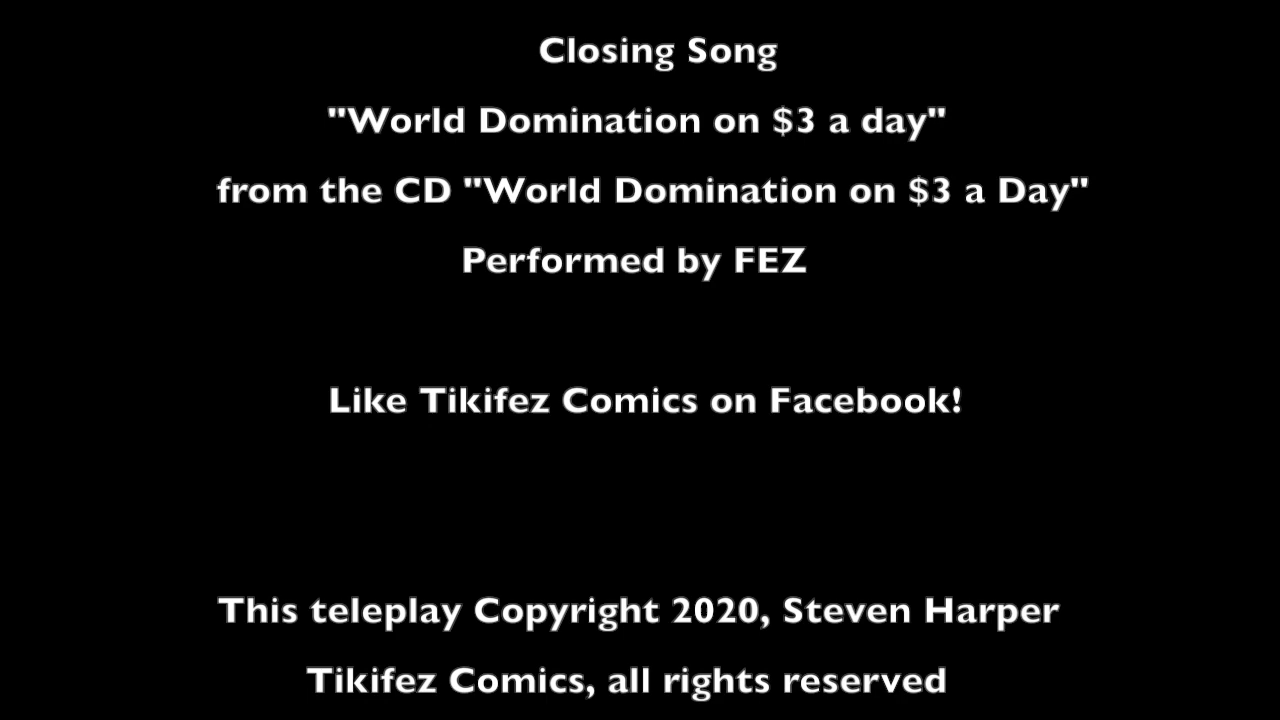 Closing Song
"World Domination on $3 a day"
from the CD "World Domination on $3 a Day"
Performed by FEZ
Like Tikifez Comics on Facebook!
This teleplay Copyright 2020, Steven Harper
Tikifez Comics, all rights reserved